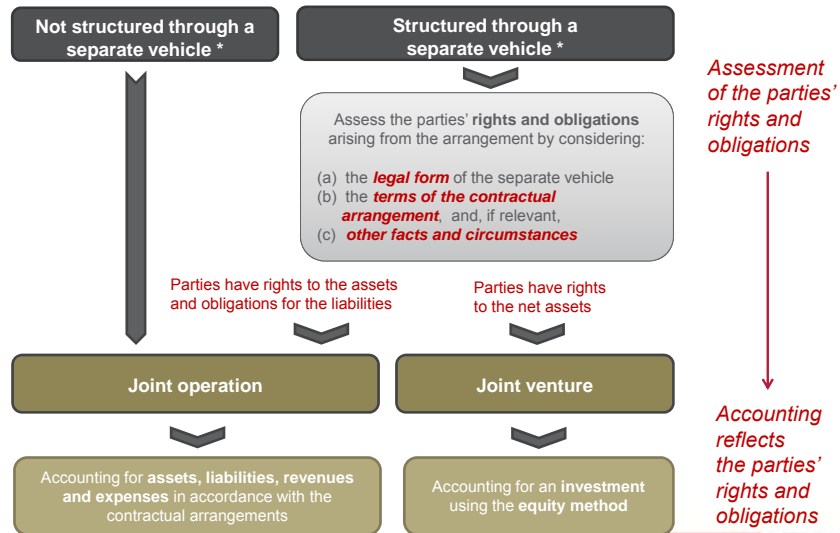 Not structured through a
separate vehicle *
Structured through a
separate vehicle *
Assessment
of the parties'
rights and
obligations
Assess the parties' rights and obligations
arising from the arrangement by considering:
(a) the legal form of the separate vehicle
(b) the terms of the contractual
arrangement, and, if relevant,
(c) other facts and circumstances
Parties have rights to the assets
and obligations for the liabilities
Parties have rights
to the net assets
Joint operation
Joint venture
Accounting for assets, liabilities, revenues
and expenses in accordance with the
contractual arrangements
Accounting for an investment
using the equity method
Accounting
reflects
the parties'
rights and
obligations